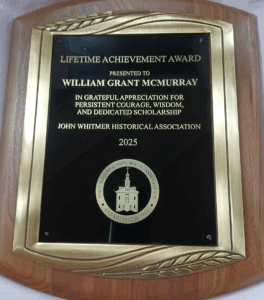 LIFETIME ACHIEVEMENT AWARD
PRESENTED TO
WILLIAM GRANT MCMURRAY
IN GRATEFUL APPRECIATION FOR
PERSISTENT COURAGE, WISDOM,
AND DEDICATED SCHOLARSHIP
JOHN WHITMER HISTORICAL ASSOCIATION
2025